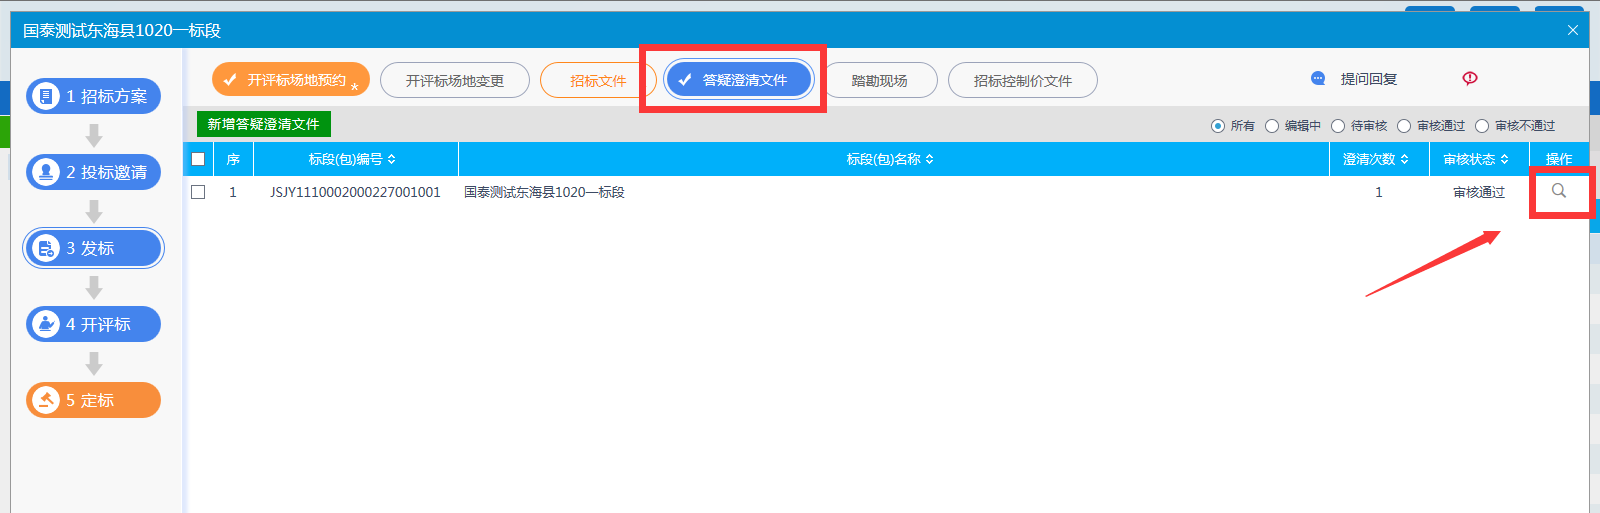 国泰测试东海县1020一标段
1 招标方案
2 投标邀请
3 发标
4 开评标
5 定标
开评标场地预约 *
开评标场地变更
招标文件
答疑澄清文件
踏勘现场
招标控制价文件
提问回复
新增答疑澄清文件
所有 编辑中 待审核 审核通过 审核不通过
序 标段(包)编号 标段(包)名称 澄清次数 审核状态 操作
1 JSJY1110002000227001001 国泰测试东海县1020一标段 1 审核通过